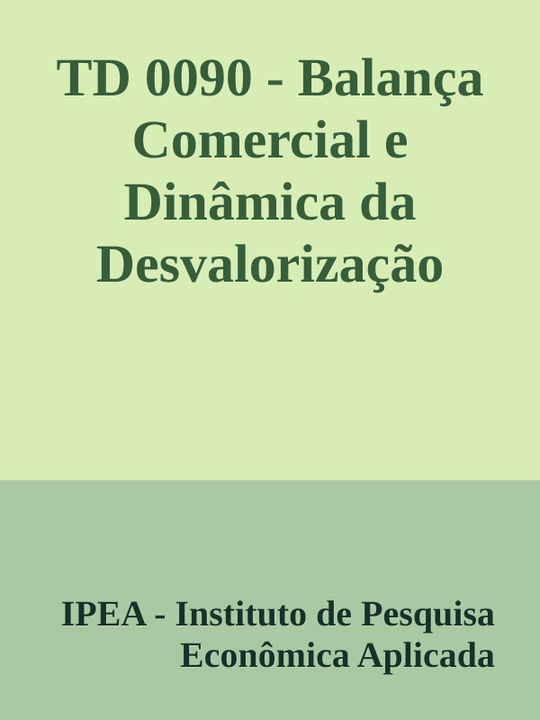 TD 0090 - Balança
Comercial e
Dinâmica da
Desvalorização
IPEA - Instituto de Pesquisa
Econômica Aplicada